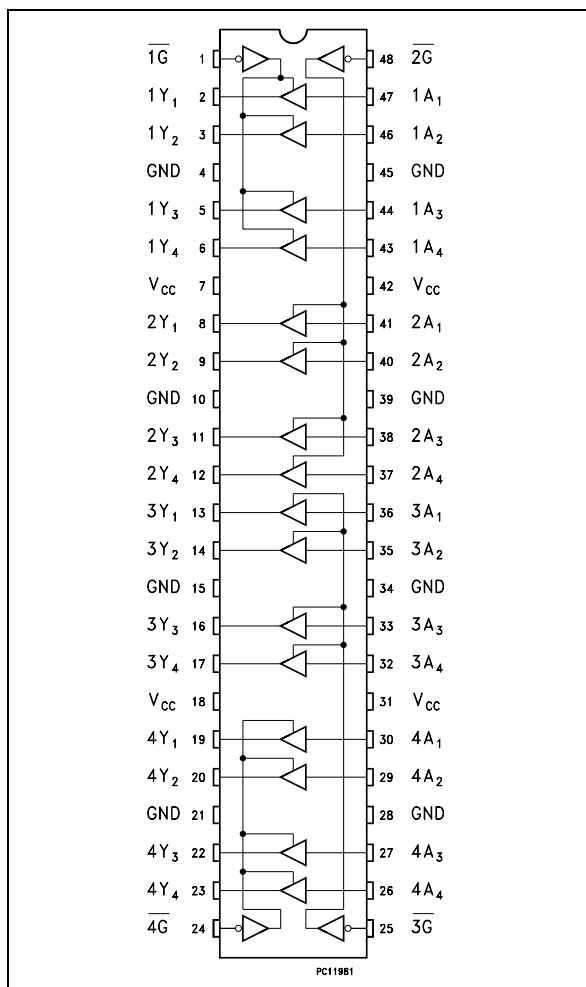 1G 1 48 2G
1Y1 2 47 1A1
1Y2 3 46 1A2
GND 4 45 GND
1Y3 5 44 1A3
1Y4 6 43 1A4
VCC 7 42 VCC
2Y1 8 41 2A1
2Y2 9 40 2A2
GND 10 39 GND
2Y3 11 38 2A3
2Y4 12 37 2A4
3Y1 13 36 3A1
3Y2 14 35 3A2
GND 15 34 GND
3Y3 16 33 3A3
3Y4 17 32 3A4
VCC 18 31 VCC
4Y1 19 30 4A1
4Y2 20 29 4A2
GND 21 28 GND
4Y3 22 27 4A3
4Y4 23 26 4A4
4G 24 25 3G
PC11981